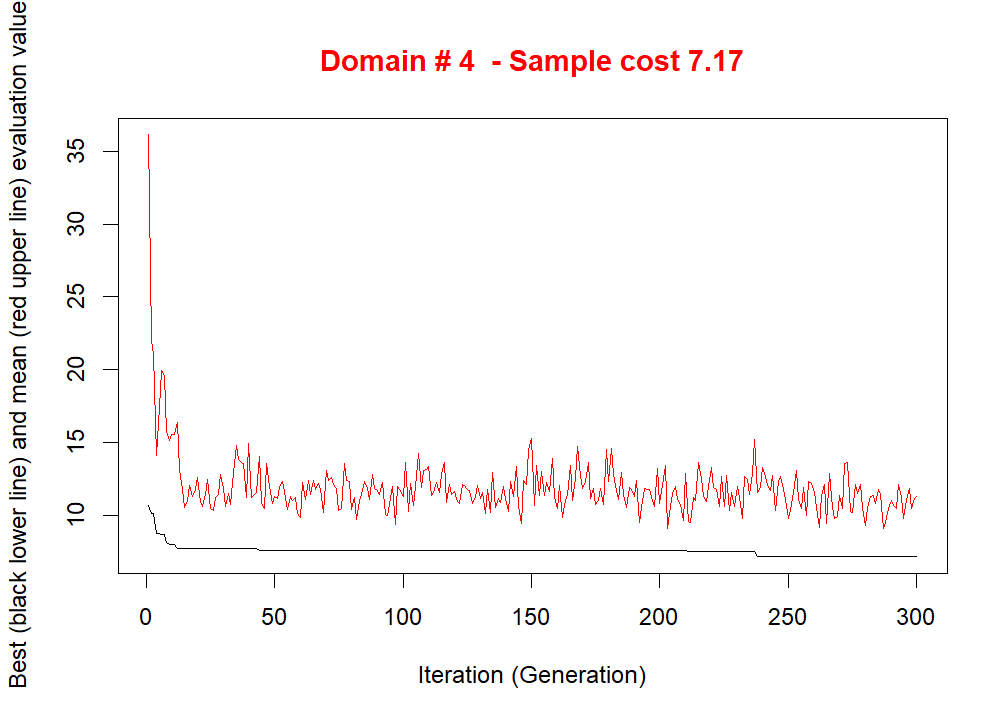 Domain # 4  - Sample cost 7.17
Best (black lower line) and mean (red upper line) evaluation value
35
30
25
20
15
10
0 50 100 150 200 250 300
Iteration (Generation)